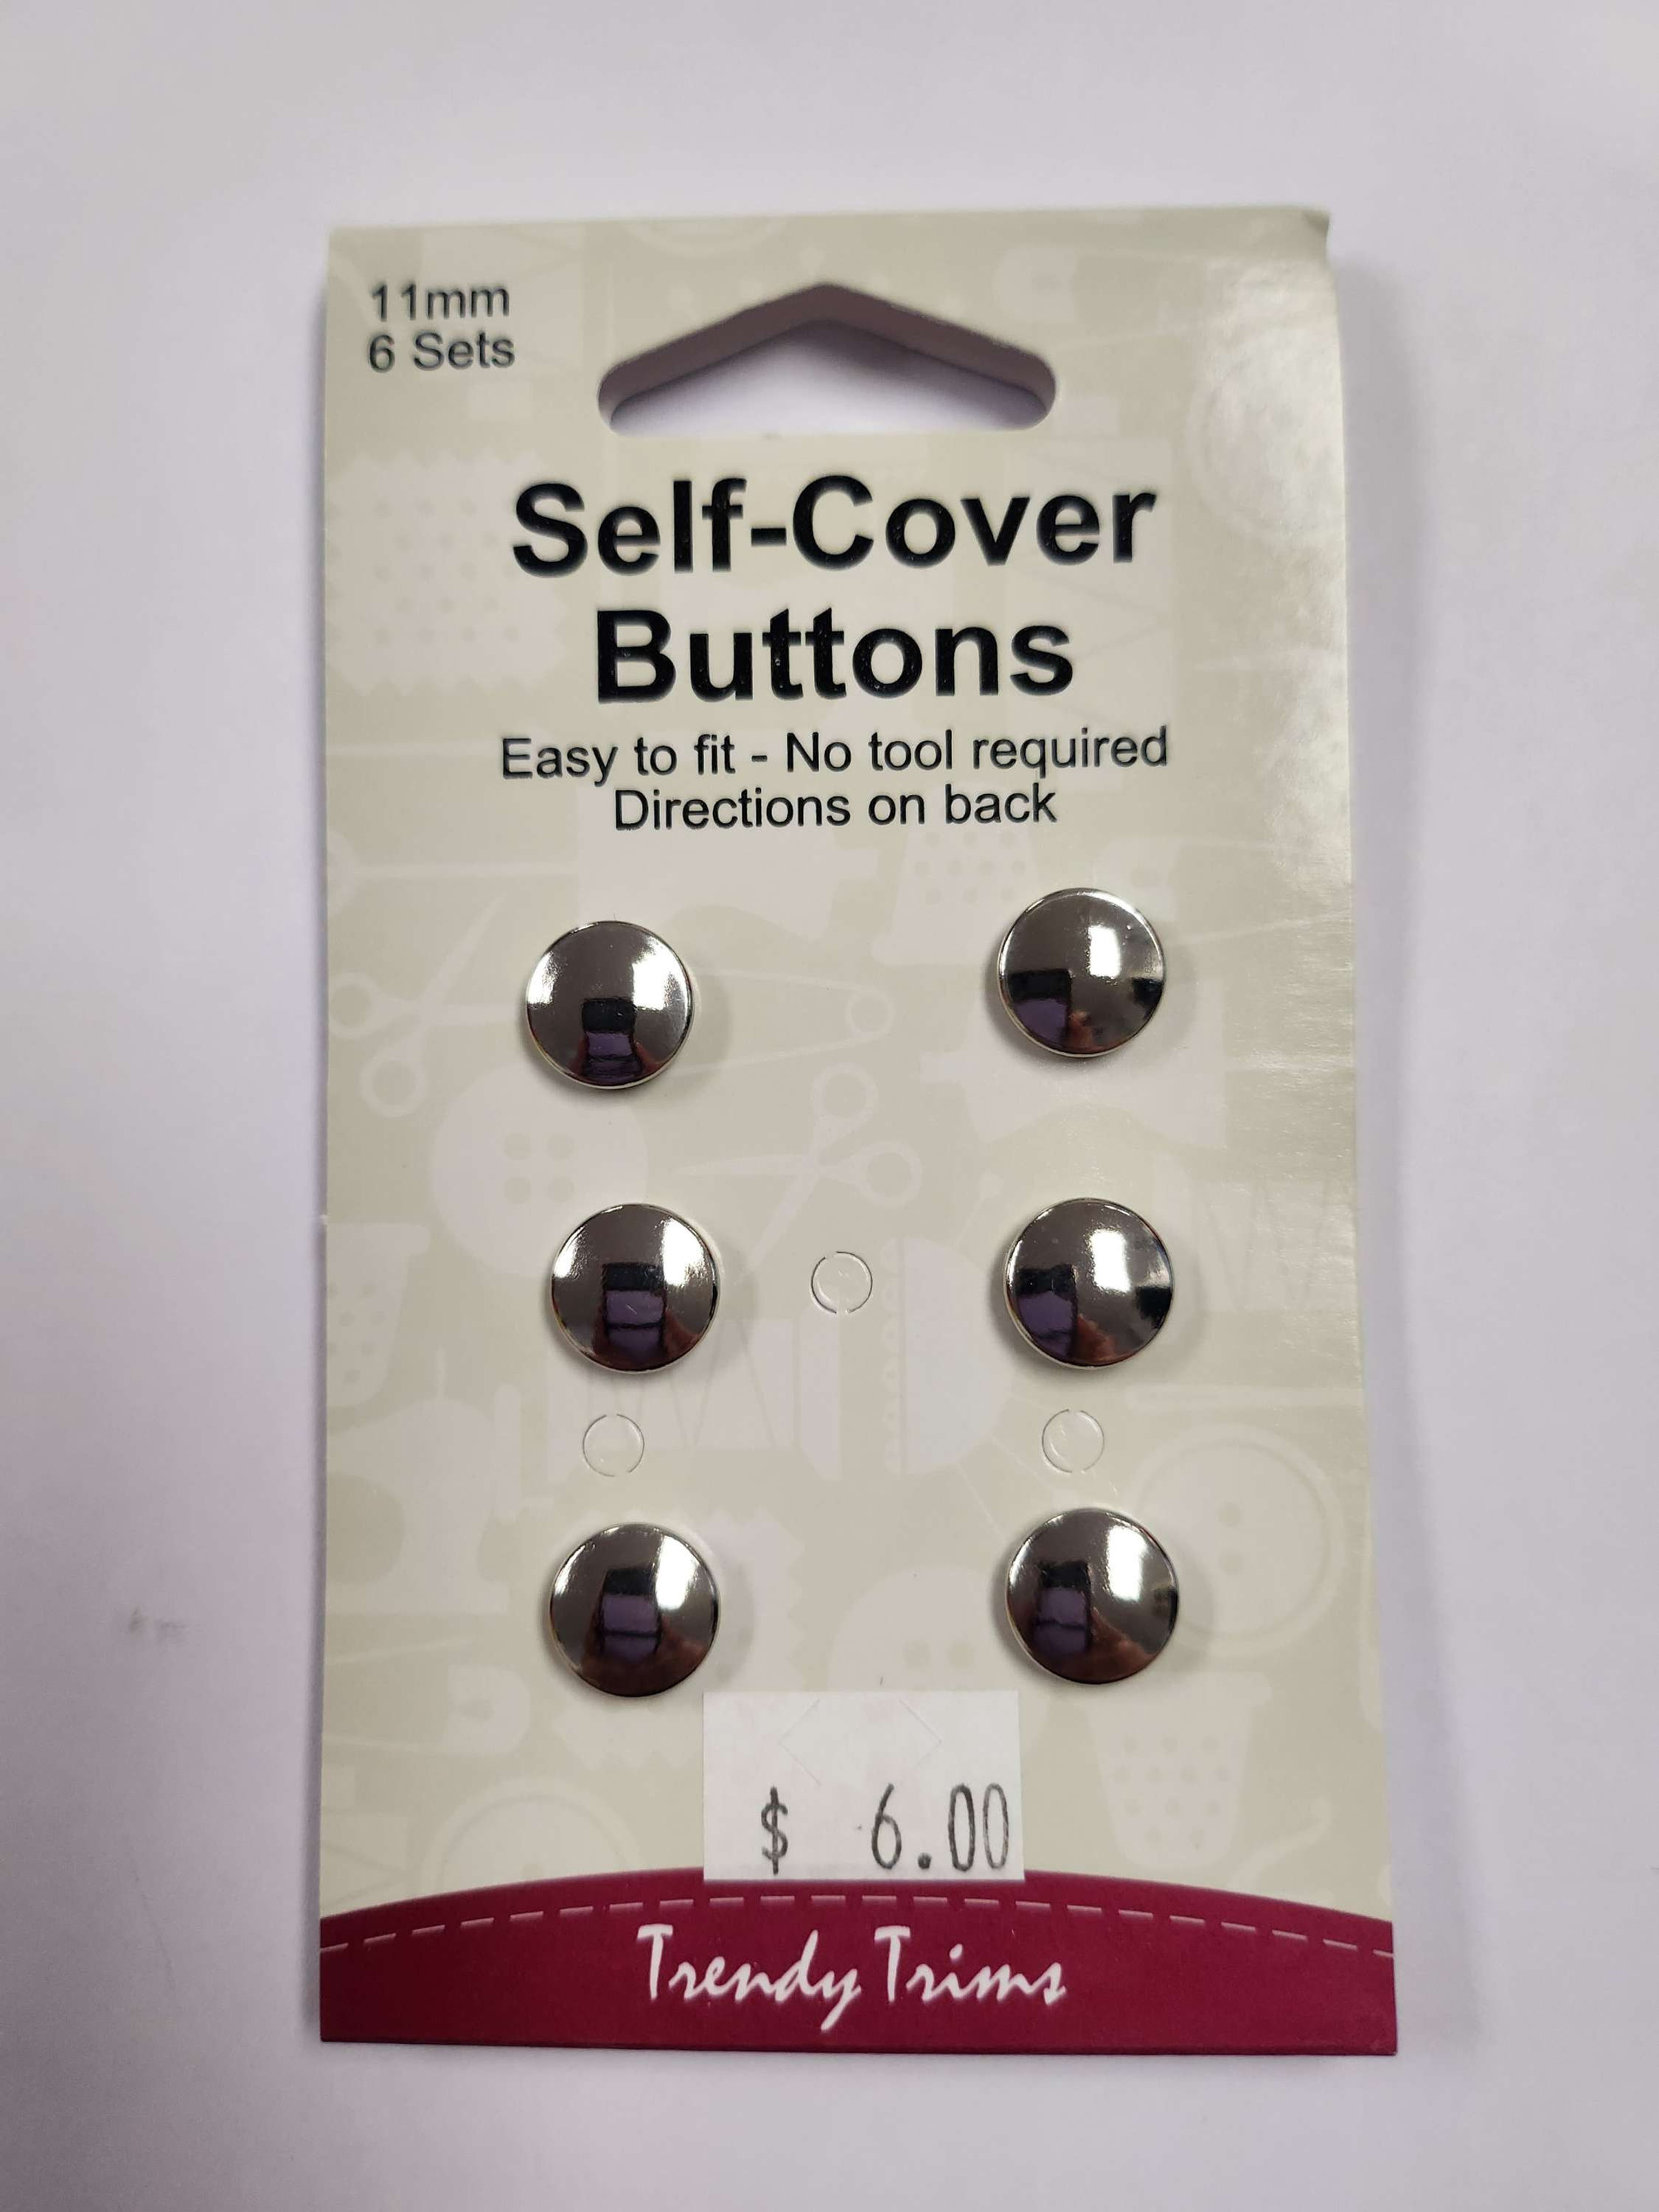 11mm
6 Sets
Self-Cover
Buttons
Easy to fit - No tool required
Directions on back
$ 6.00
Trendy Trims